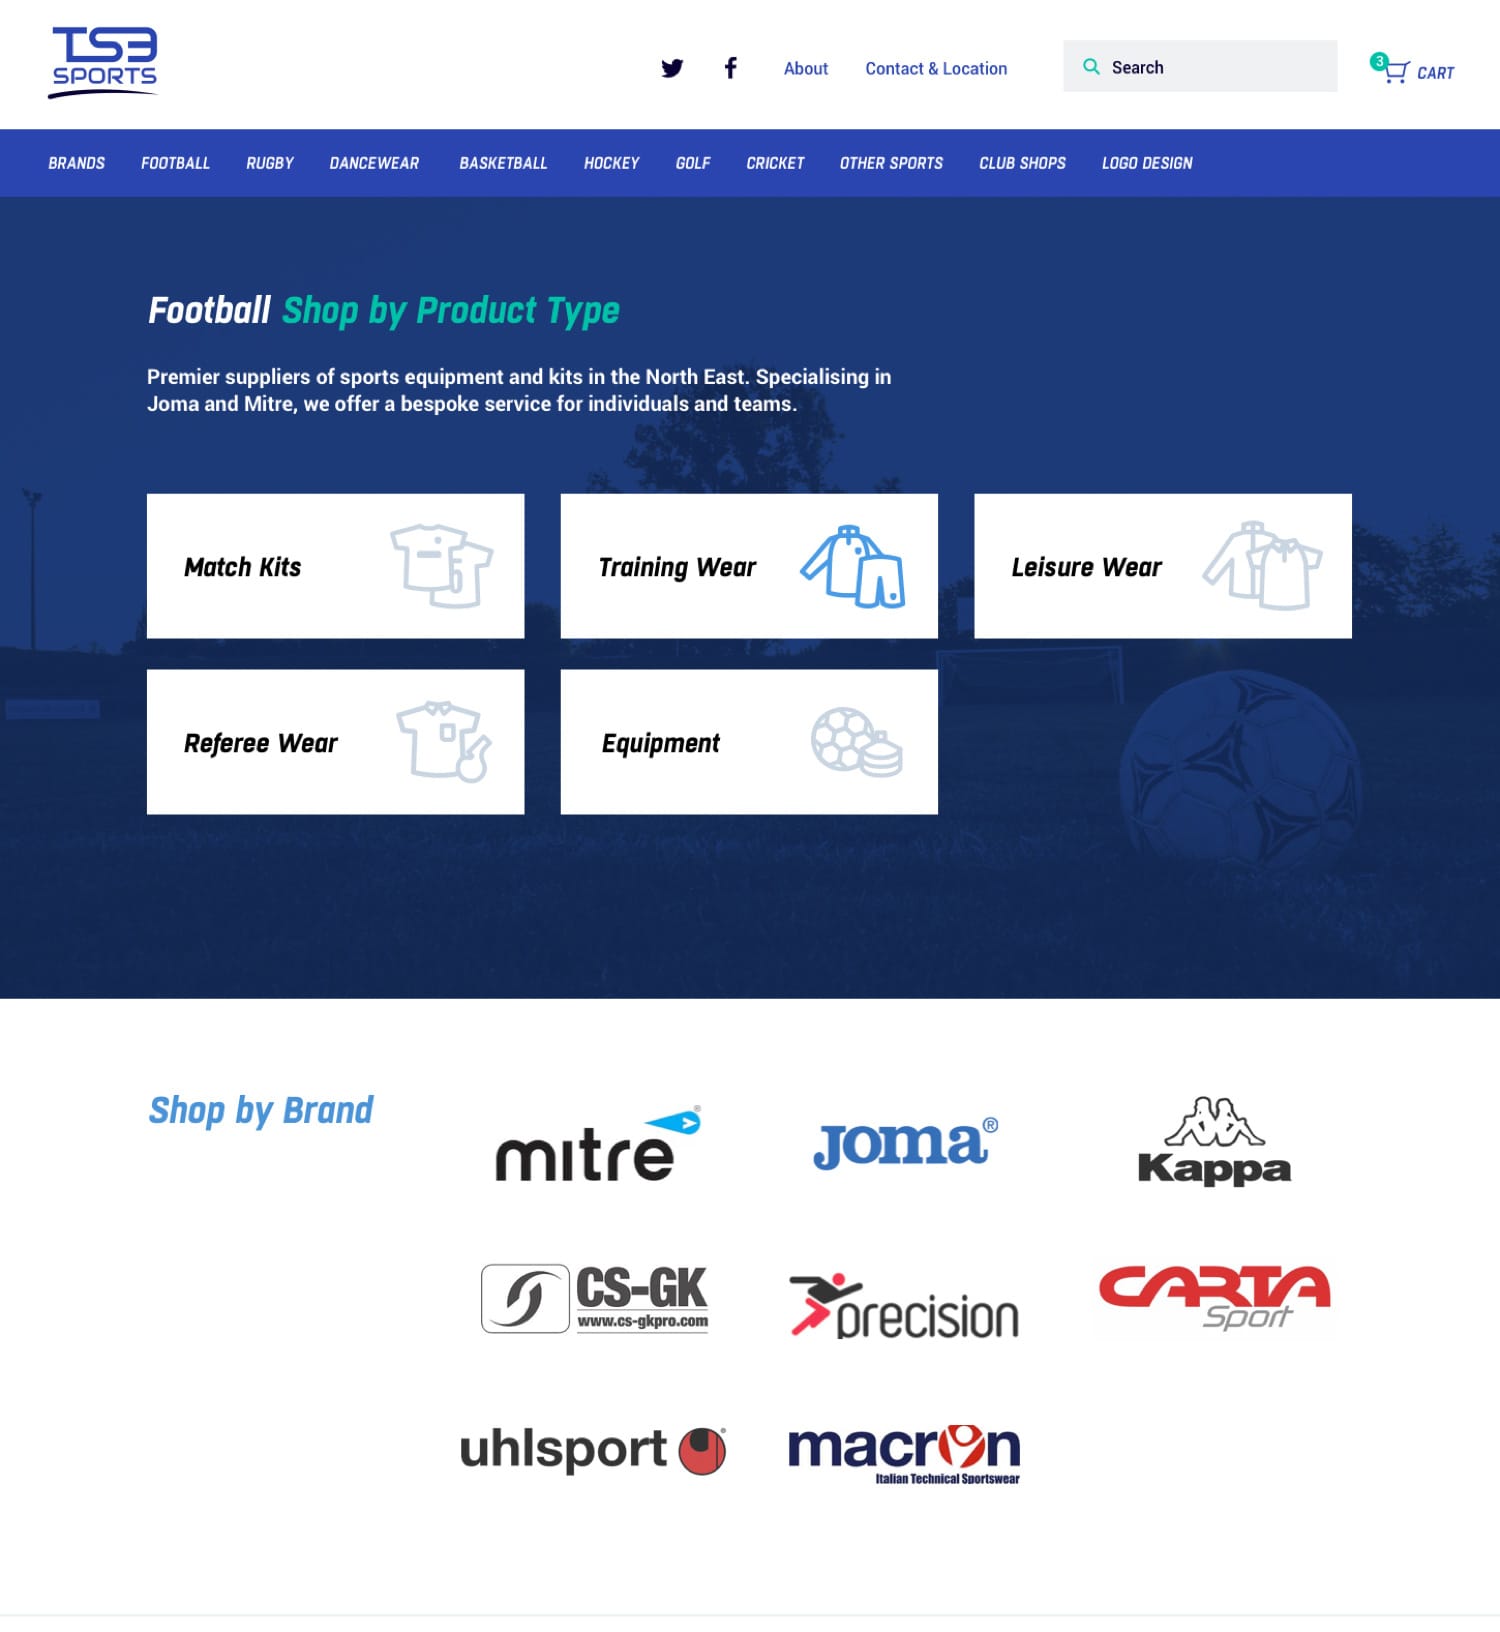 TS3
SPORTS
About
Contact & Location
Search
3
CART
BRANDS
FOOTBALL
RUGBY
DANCEWEAR
BASKETBALL
HOCKEY
GOLF
CRICKET
OTHER SPORTS
CLUB SHOPS
LOGO DESIGN
Football Shop by Product Type
Premier suppliers of sports equipment and kits in the North East. Specialising in
Joma and Mitre, we offer a bespoke service for individuals and teams.
Match Kits
Training Wear
Leisure Wear
Referee Wear
Equipment
Shop by Brand
mitre®
Joma®
Kappa
CS-GK
www.cs-gkpro.com
precision
CARTA
Sport
uhlsport
macron
Italian Technical Sportswear